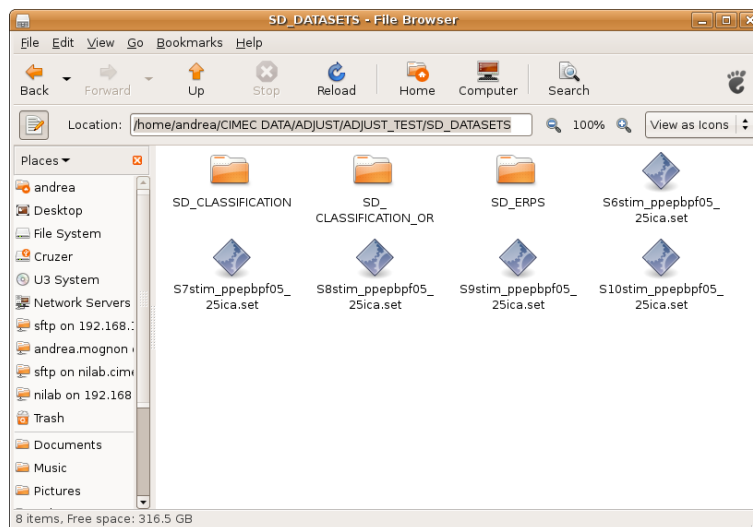 SD_DATASETS - File Browser
File Edit View Go Bookmarks Help
Back Forward Up Stop Reload Home Computer Search
Location: /home/andrea/CIMEC DATA/ADJUST/ADJUST_TEST/SD_DATASETS 100% View as Icons
Places
andrea
Desktop
File System
Cruzer
U3 System
Network Servers
sftp on 192.168.1
andrea.mognon
sftp on nilab.cime
nilab on 192.168
Trash
Documents
Music
Pictures
SD_CLASSIFICATION
SD_
CLASSIFICATION_OR
SD_ERPS
S6stim_ppepbpf05_
25ica.set
S7stim_ppepbpf05_
25ica.set
S8stim_ppepbpf05_
25ica.set
S9stim_ppepbpf05_
25ica.set
S10stim_ppepbpf05_
25ica.set
8 items, Free space: 316.5 GB